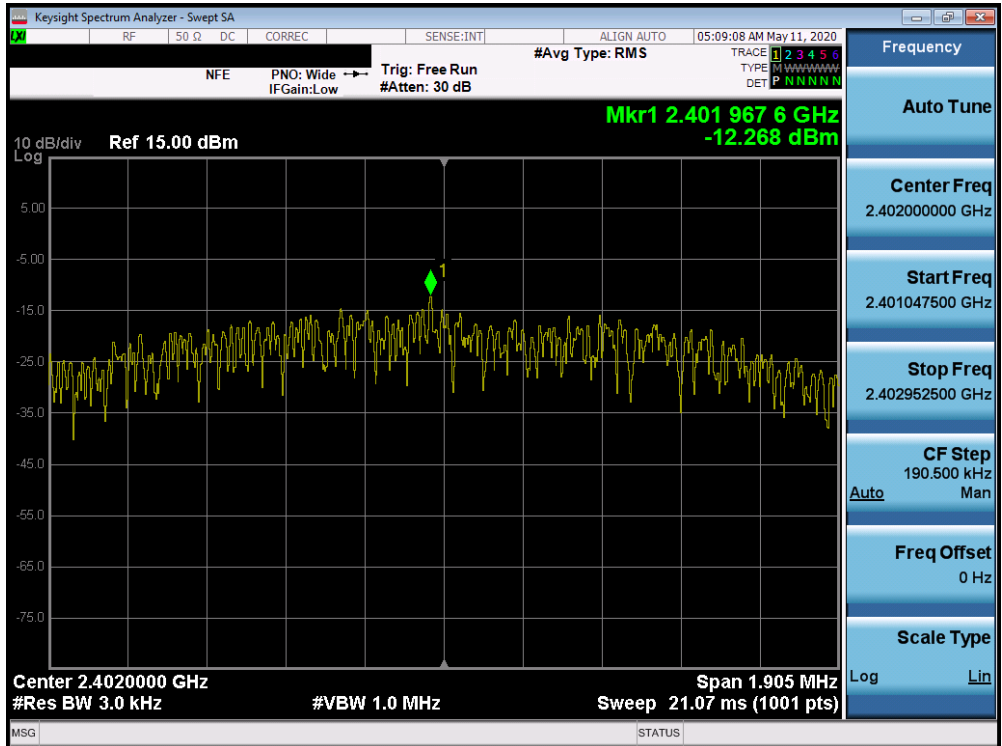 Keysight Spectrum Analyzer - Swept SA
LXI RF 50 Ω DC CORREC SENSE:INT ALIGN AUTO 05:09:08 AM May 11, 2020
NFE PNO: Wide IFGain:Low Trig: Free Run #Atten: 30 dB #Avg Type: RMS
TRACE 1 2 3 4 5 6
TYPE M WWWWW
DET P N N N N N
Mkr1 2.401 967 6 GHz
-12.268 dBm
10 dB/div Ref 15.00 dBm
Log
5.00
-5.00
1
-15.0
-25.0
-35.0
-45.0
-55.0
-65.0
-75.0
Center 2.4020000 GHz Span 1.905 MHz
#Res BW 3.0 kHz #VBW 1.0 MHz Sweep 21.07 ms (1001 pts)
MSG STATUS
Frequency
Auto Tune
Center Freq
2.402000000 GHz
Start Freq
2.401047500 GHz
Stop Freq
2.402952500 GHz
CF Step
190.500 kHz
Auto Man
Freq Offset
0 Hz
Scale Type
Log Lin